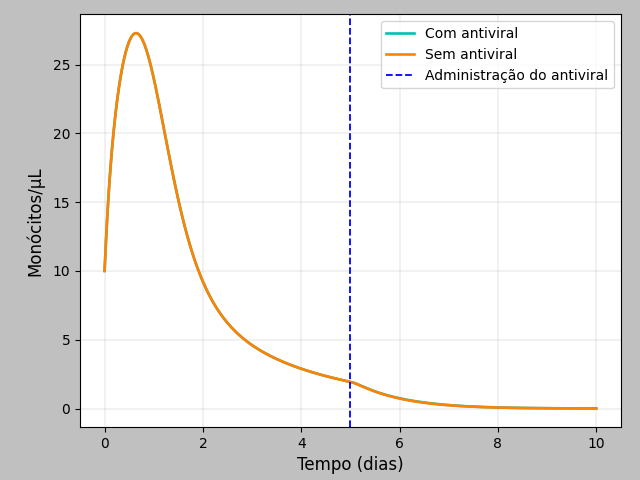 Com antiviral
Sem antiviral
Administração do antiviral
Monócitos/μL
25
20
15
10
5
0
0 2 4 6 8 10
Tempo (dias)